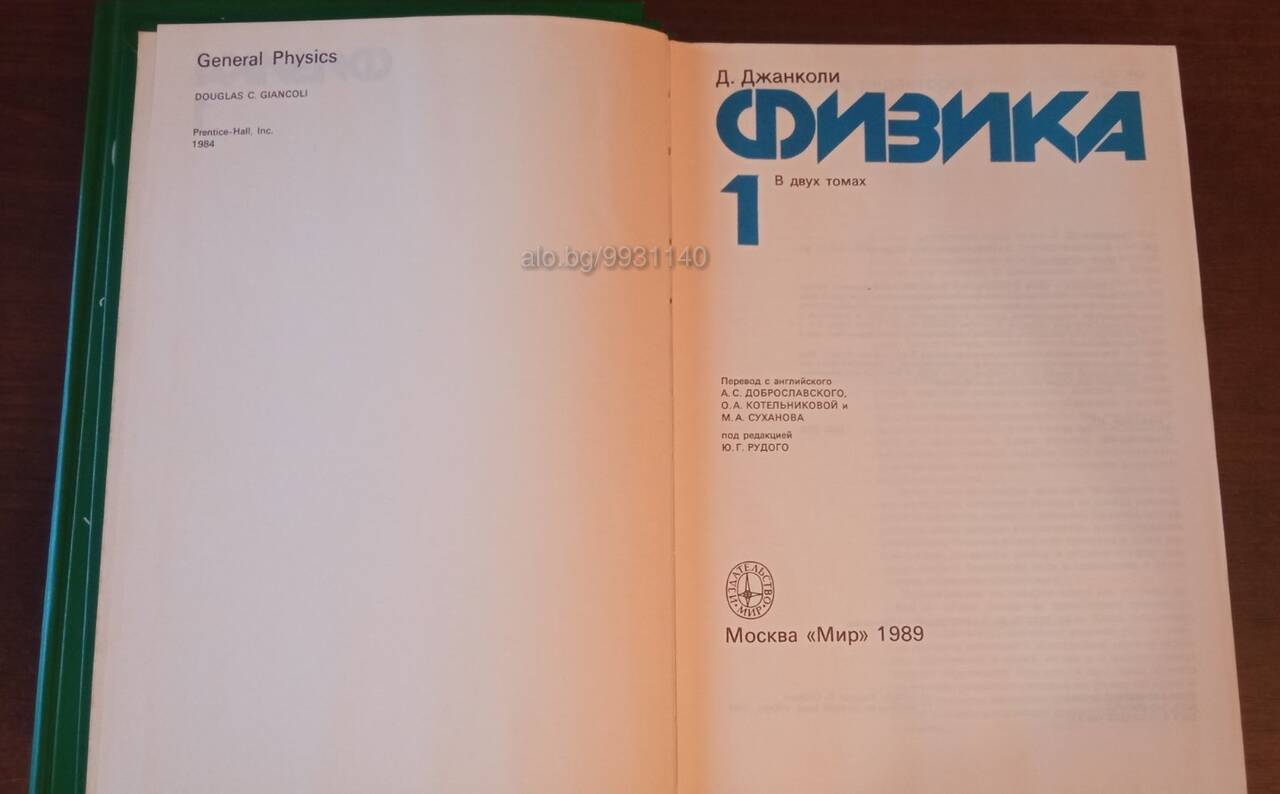 General Physics
DOUGLAS C. GIANCOLI
Prentice-Hall, Inc.
1984
Д. Джанколи
ФИЗИКА
1
В двух томах
alo.bg/9931140
Перевод с английского
А. С. ДОБРОСЛАВСКОГО,
О. А. КОТЕЛЬНИКОВОЙ и
М. А. СУХАНОВА
под редакцией
Ю. Г. РУДОГО
ИЗДАТЕЛЬСТВО
МИР
Москва «Мир» 1989